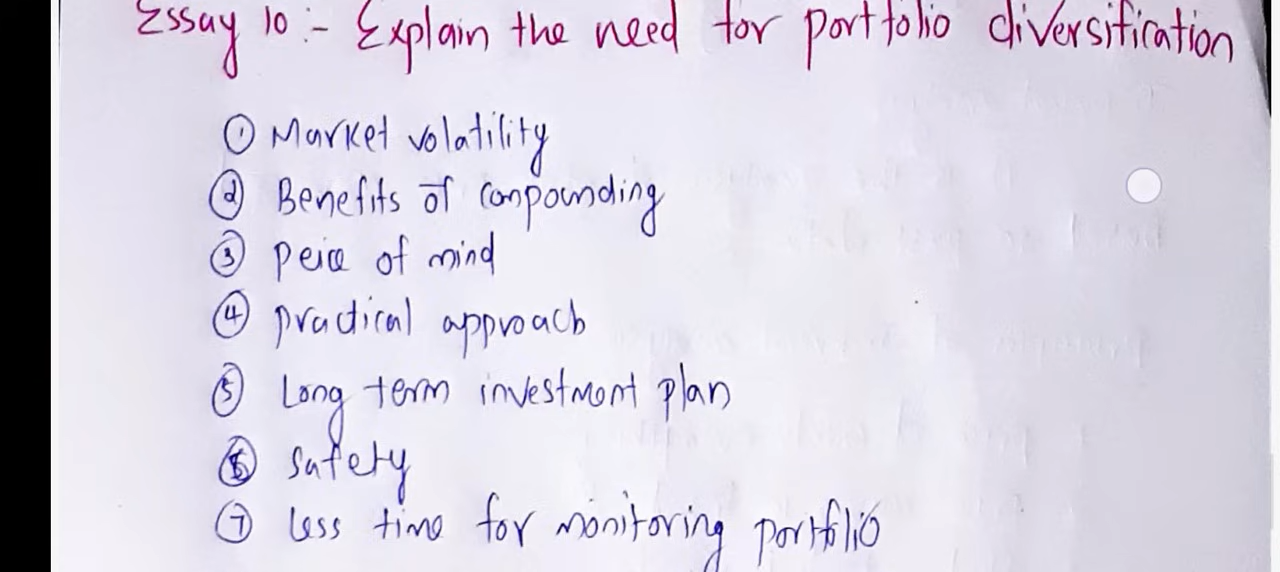 Essay 10 :- Explain the need for portfolio diversification
① Market volatility
② Benefits of compounding
③ peice of mind
④ practical approach
⑤ Long term investment plan
⑥ safety
⑦ Less time for monitoring portfolio